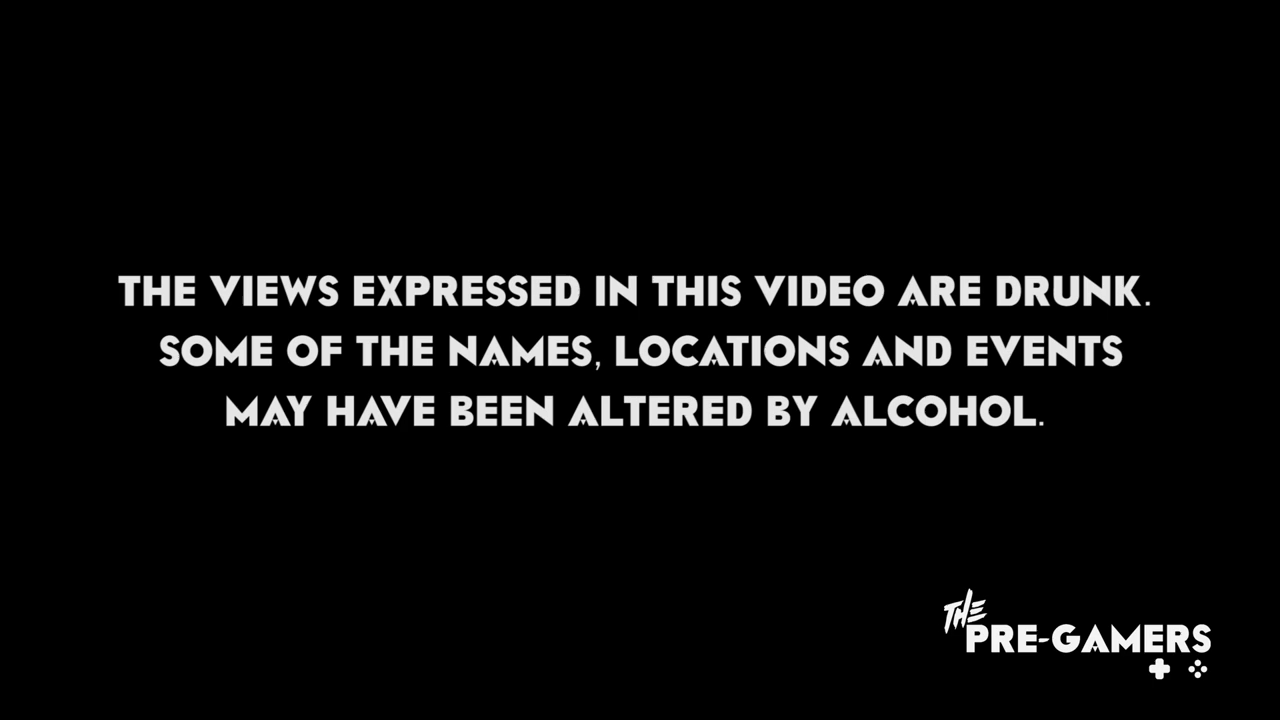 THE VIEWS EXPRESSED IN THIS VIDEO ARE DRUNK.
SOME OF THE NAMES, LOCATIONS AND EVENTS
MAY HAVE BEEN ALTERED BY ALCOHOL.
THE
PRE-GAMERS